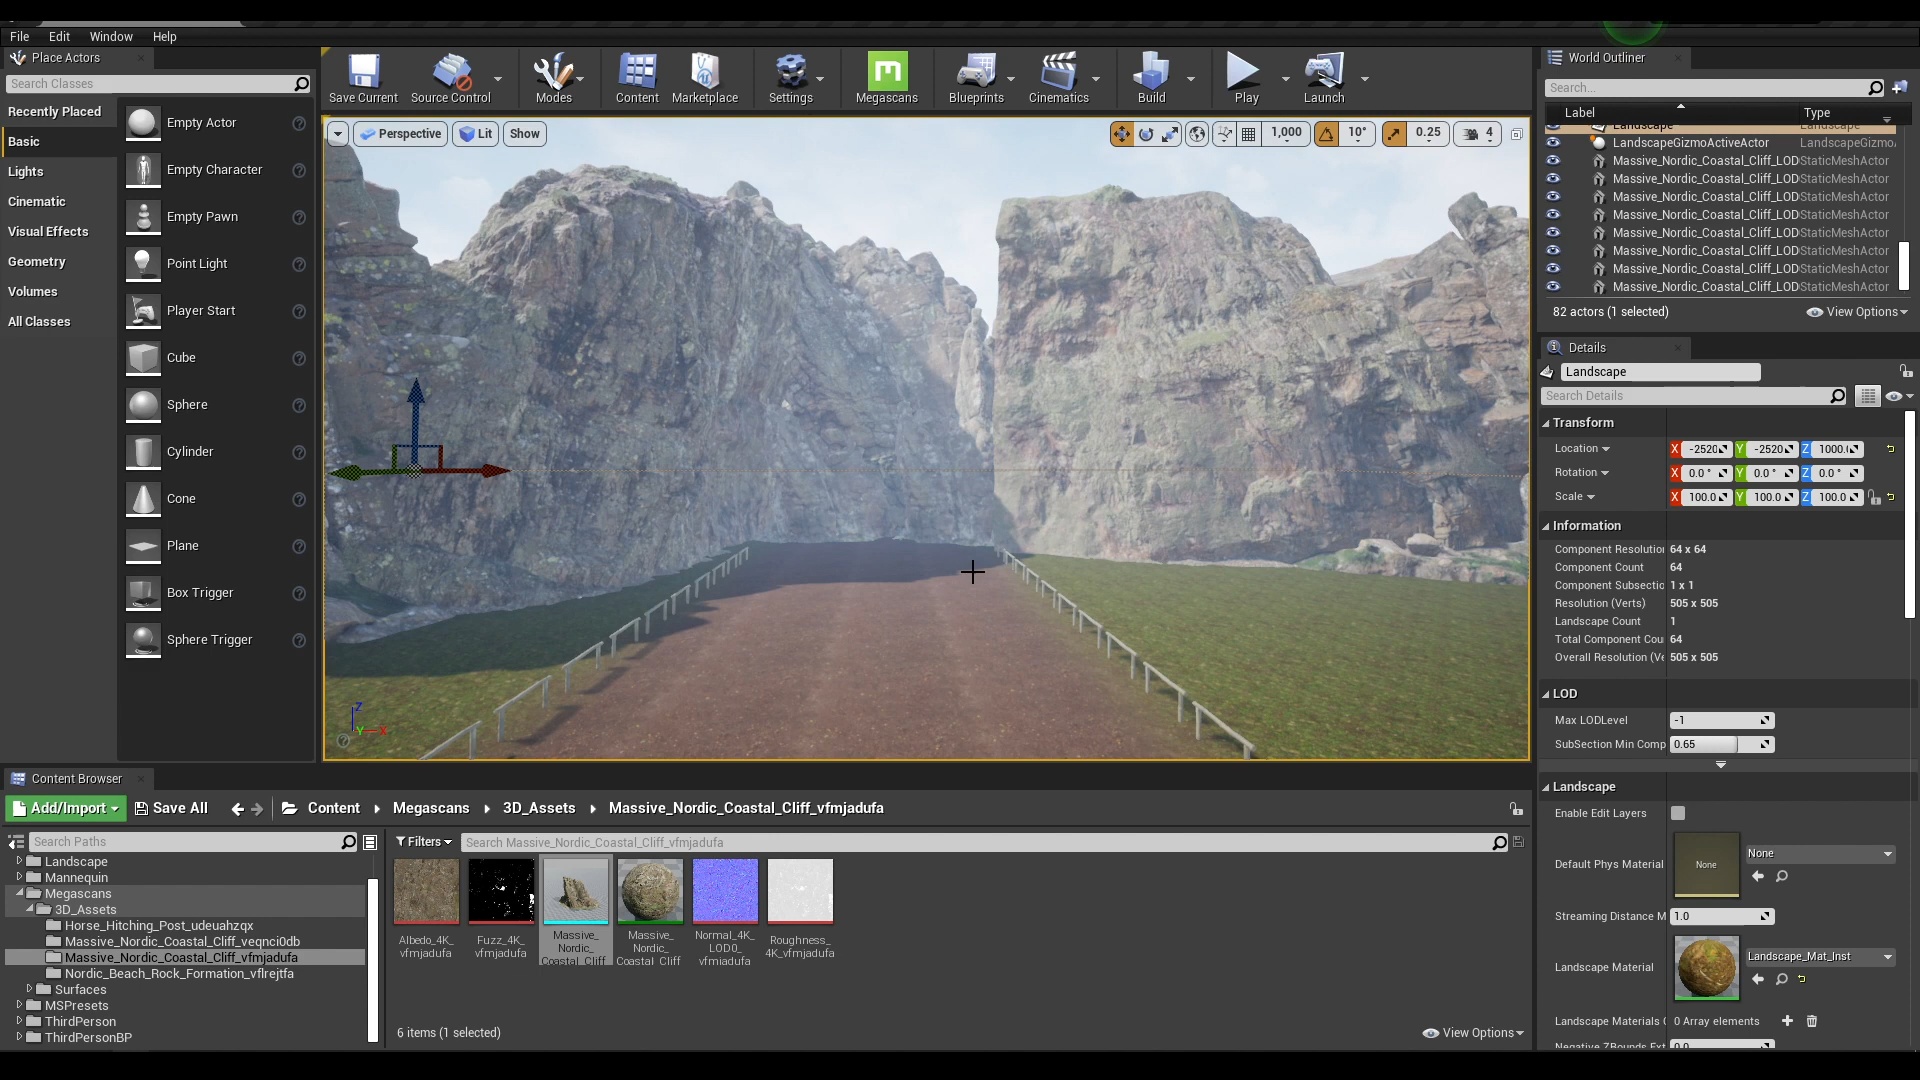 File Edit Window Help
Place Actors
Search Classes
Recently Placed
Basic
Lights
Cinematic
Visual Effects
Geometry
Volumes
All Classes
Empty Actor
Empty Character
Empty Pawn
Point Light
Player Start
Cube
Sphere
Cylinder
Cone
Plane
Box Trigger
Sphere Trigger
Save Current Source Control Modes Content Marketplace Settings Megascans Blueprints Cinematics Build Play Launch
Perspective Lit Show 1,000 10° 0.25 4
Z
Y X
World Outliner
Search...
Label Type
Landscape Landscape
LandscapeGizmoActiveActor LandscapeGizmo
Massive_Nordic_Coastal_Cliff_LOD StaticMeshActor
Massive_Nordic_Coastal_Cliff_LOD StaticMeshActor
Massive_Nordic_Coastal_Cliff_LOD StaticMeshActor
Massive_Nordic_Coastal_Cliff_LOD StaticMeshActor
Massive_Nordic_Coastal_Cliff_LOD StaticMeshActor
Massive_Nordic_Coastal_Cliff_LOD StaticMeshActor
Massive_Nordic_Coastal_Cliff_LOD StaticMeshActor
Massive_Nordic_Coastal_Cliff_LOD StaticMeshActor
82 actors (1 selected) View Options
Details
Landscape
Search Details
Transform
Location X -2520 Y -2520 Z 1000.
Rotation X 0.0 ° Y 0.0 ° Z 0.0 °
Scale X 100.0 Y 100.0 Z 100.0
Information
Component Resolutio 64 x 64
Component Count 64
Component Subsectio 1 x 1
Resolution (Verts) 505 x 505
Landscape Count 1
Total Component Cou 64
Overall Resolution (Ve 505 x 505
LOD
Max LODLevel -1
SubSection Min Comp 0.65
Landscape
Enable Edit Layers
Default Phys Material None None
Streaming Distance M 1.0
Landscape Material Landscape_Mat_Inst
Landscape Materials 0 Array elements
Negative ZBounds Ext 0.0
Content Browser
Add/Import Save All Content Megascans 3D_Assets Massive_Nordic_Coastal_Cliff_vfmjadufa
Search Paths
Landscape
Mannequin
Megascans
3D_Assets
Horse_Hitching_Post_udeuahzqx
Massive_Nordic_Coastal_Cliff_veqnci0db
Massive_Nordic_Coastal_Cliff_vfmjadufa
Nordic_Beach_Rock_Formation_vflrejtfa
Surfaces
MSPresets
ThirdPerson
ThirdPersonBP
Filters Search Massive_Nordic_Coastal_Cliff_vfmjadufa
Albedo_4K_
vfmjadufa
Fuzz_4K_
vfmjadufa
Massive_
Nordic_
Coastal_Cliff_
Massive_
Nordic_
Coastal_Cliff
Normal_4K_
LOD0_
vfmjadufa
Roughness_
4K_vfmjadufa
6 items (1 selected) View Options